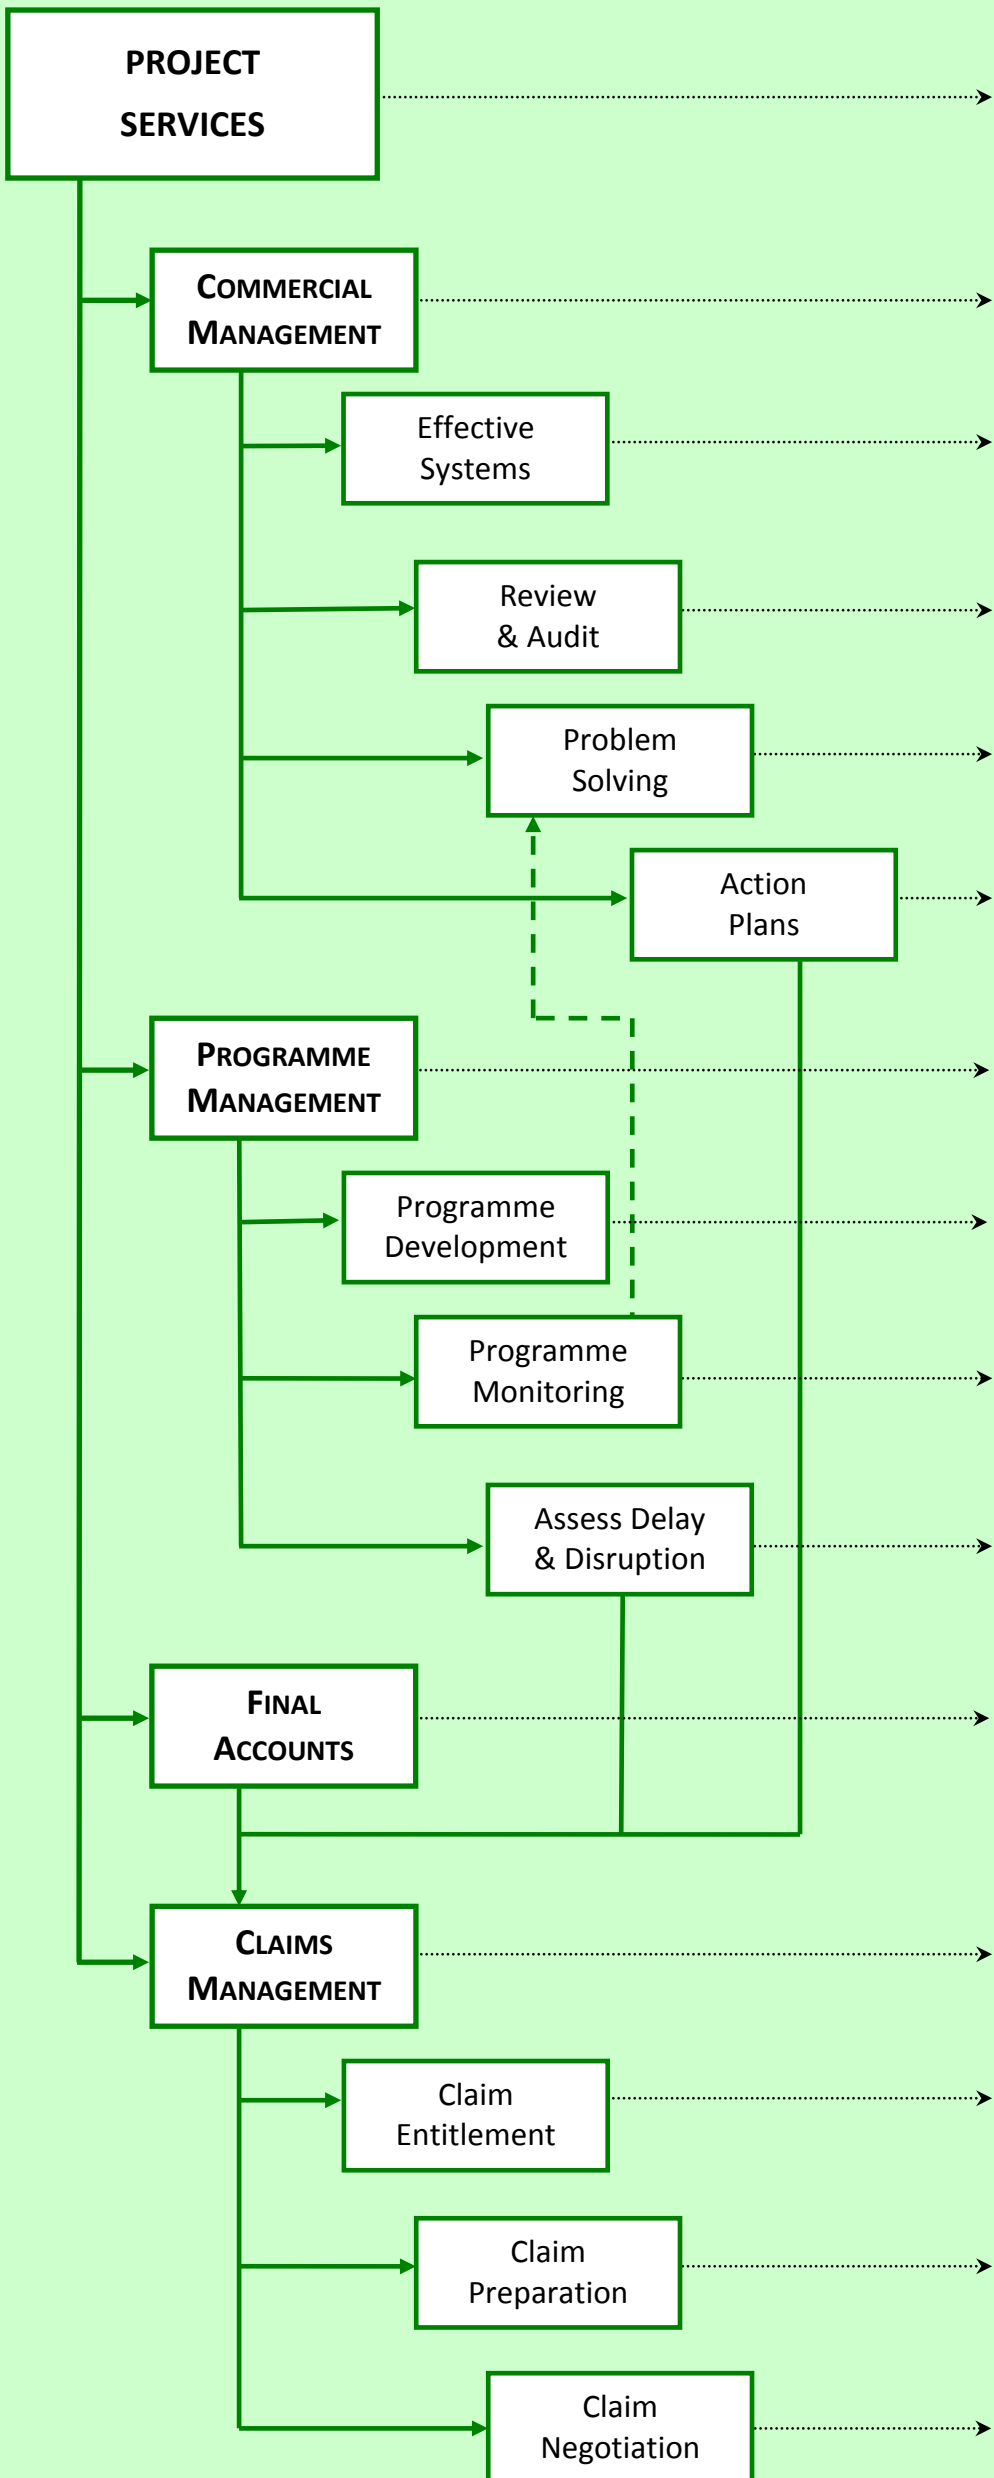 PROJECT
SERVICES
COMMERCIAL
MANAGEMENT
Effective
Systems
Review
& Audit
Problem
Solving
Action
Plans
PROGRAMME
MANAGEMENT
Programme
Development
Programme
Monitoring
Assess Delay
& Disruption
FINAL
ACCOUNTS
CLAIMS
MANAGEMENT
Claim
Entitlement
Claim
Preparation
Claim
Negotiation